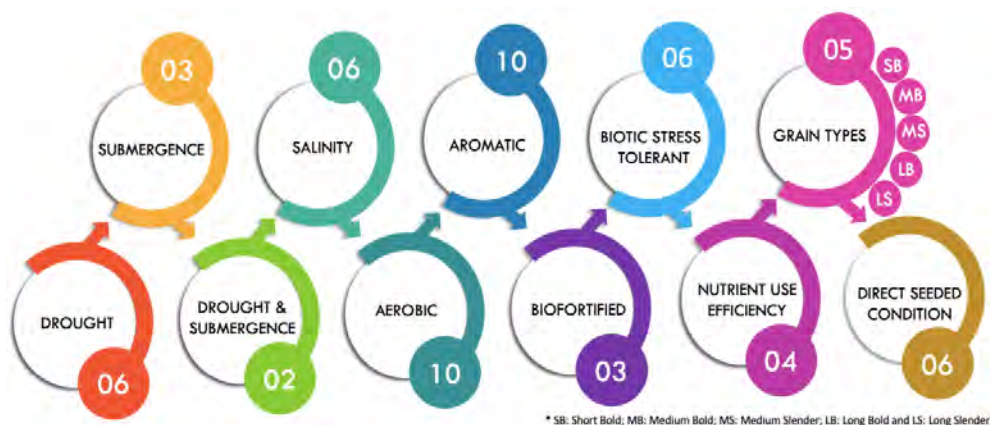 03
SUBMERGENCE
06
SALINITY
10
AROMATIC
06
BIOTIC STRESS
TOLERANT
05
GRAIN TYPES
SB
MB
MS
LB
LS
DROUGHT
06
DROUGHT &
SUBMERGENCE
02
AEROBIC
10
BIOFORTIFIED
03
NUTRIENT USE
EFFICIENCY
04
DIRECT SEEDED
CONDITION
06
* SB: Short Bold; MB: Medium Bold; MS: Medium Slender; LB: Long Bold and LS: Long Slender